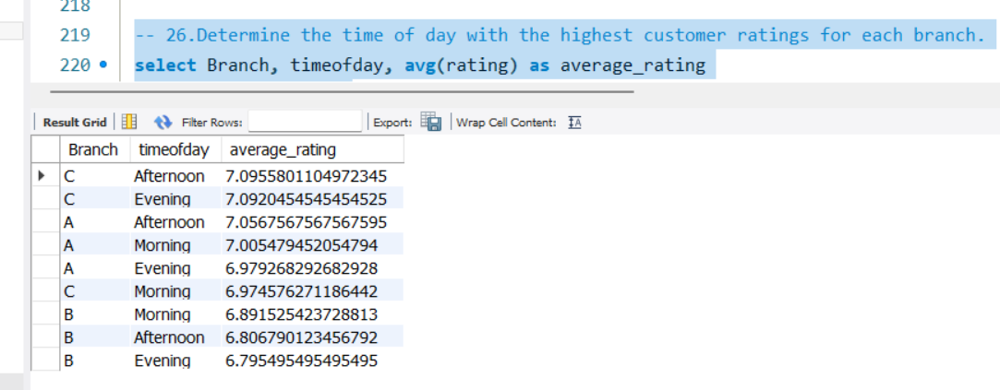 218
219 -- 26.Determine the time of day with the highest customer ratings for each branch.
220 select Branch, timeofday, avg(rating) as average_rating
Result Grid Filter Rows: Export: Wrap Cell Content: IA
Branch timeofday average_rating
C Afternoon 7.0955801104972345
C Evening 7.0920454545454525
A Afternoon 7.0567567567567595
A Morning 7.005479452054794
A Evening 6.979268292682928
C Morning 6.974576271186442
B Morning 6.891525423728813
B Afternoon 6.806790123456792
B Evening 6.795495495495495